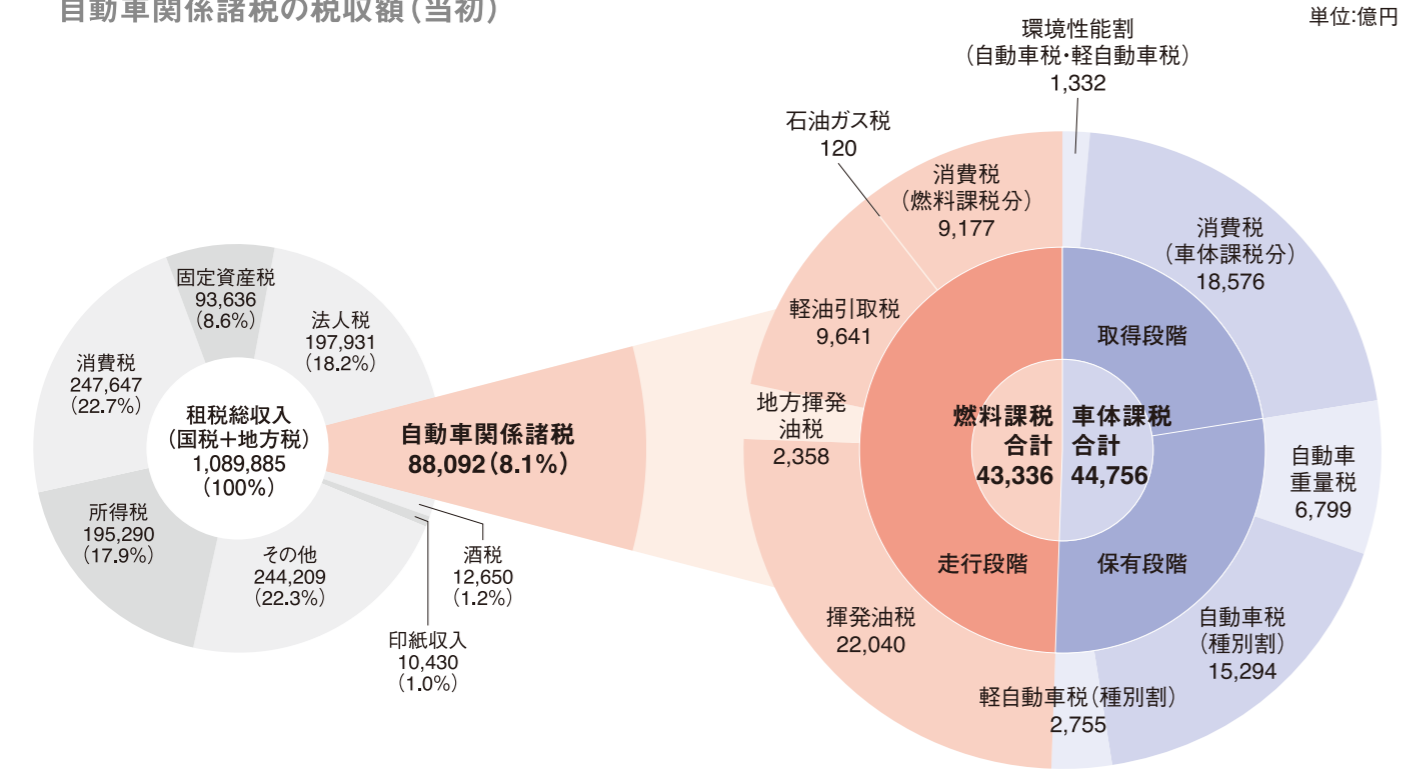 自動車関係諸税の税収額（当初）
単位:億円
固定資産税
93,636
（8.6%）
法人税
197,931
（18.2%）
消費税
247,647
（22.7%）
租税総収入
（国税＋地方税）
1,089,885
（100%）
所得税
195,290
（17.9%）
その他
244,209
（22.3%）
酒税
12,650
（1.2%）
印紙収入
10,430
（1.0%）
自動車関係諸税
88,092（8.1%）
環境性能割
（自動車税・軽自動車税）
1,332
石油ガス税
120
消費税
（燃料課税分）
9,177
消費税
（車体課税分）
18,576
軽油引取税
9,641
取得段階
地方揮発
油税
2,358
燃料課税
合計
43,336
車体課税
合計
44,756
自動車
重量税
6,799
走行段階
保有段階
揮発油税
22,040
自動車税
（種別割）
15,294
軽自動車税（種別割）
2,755